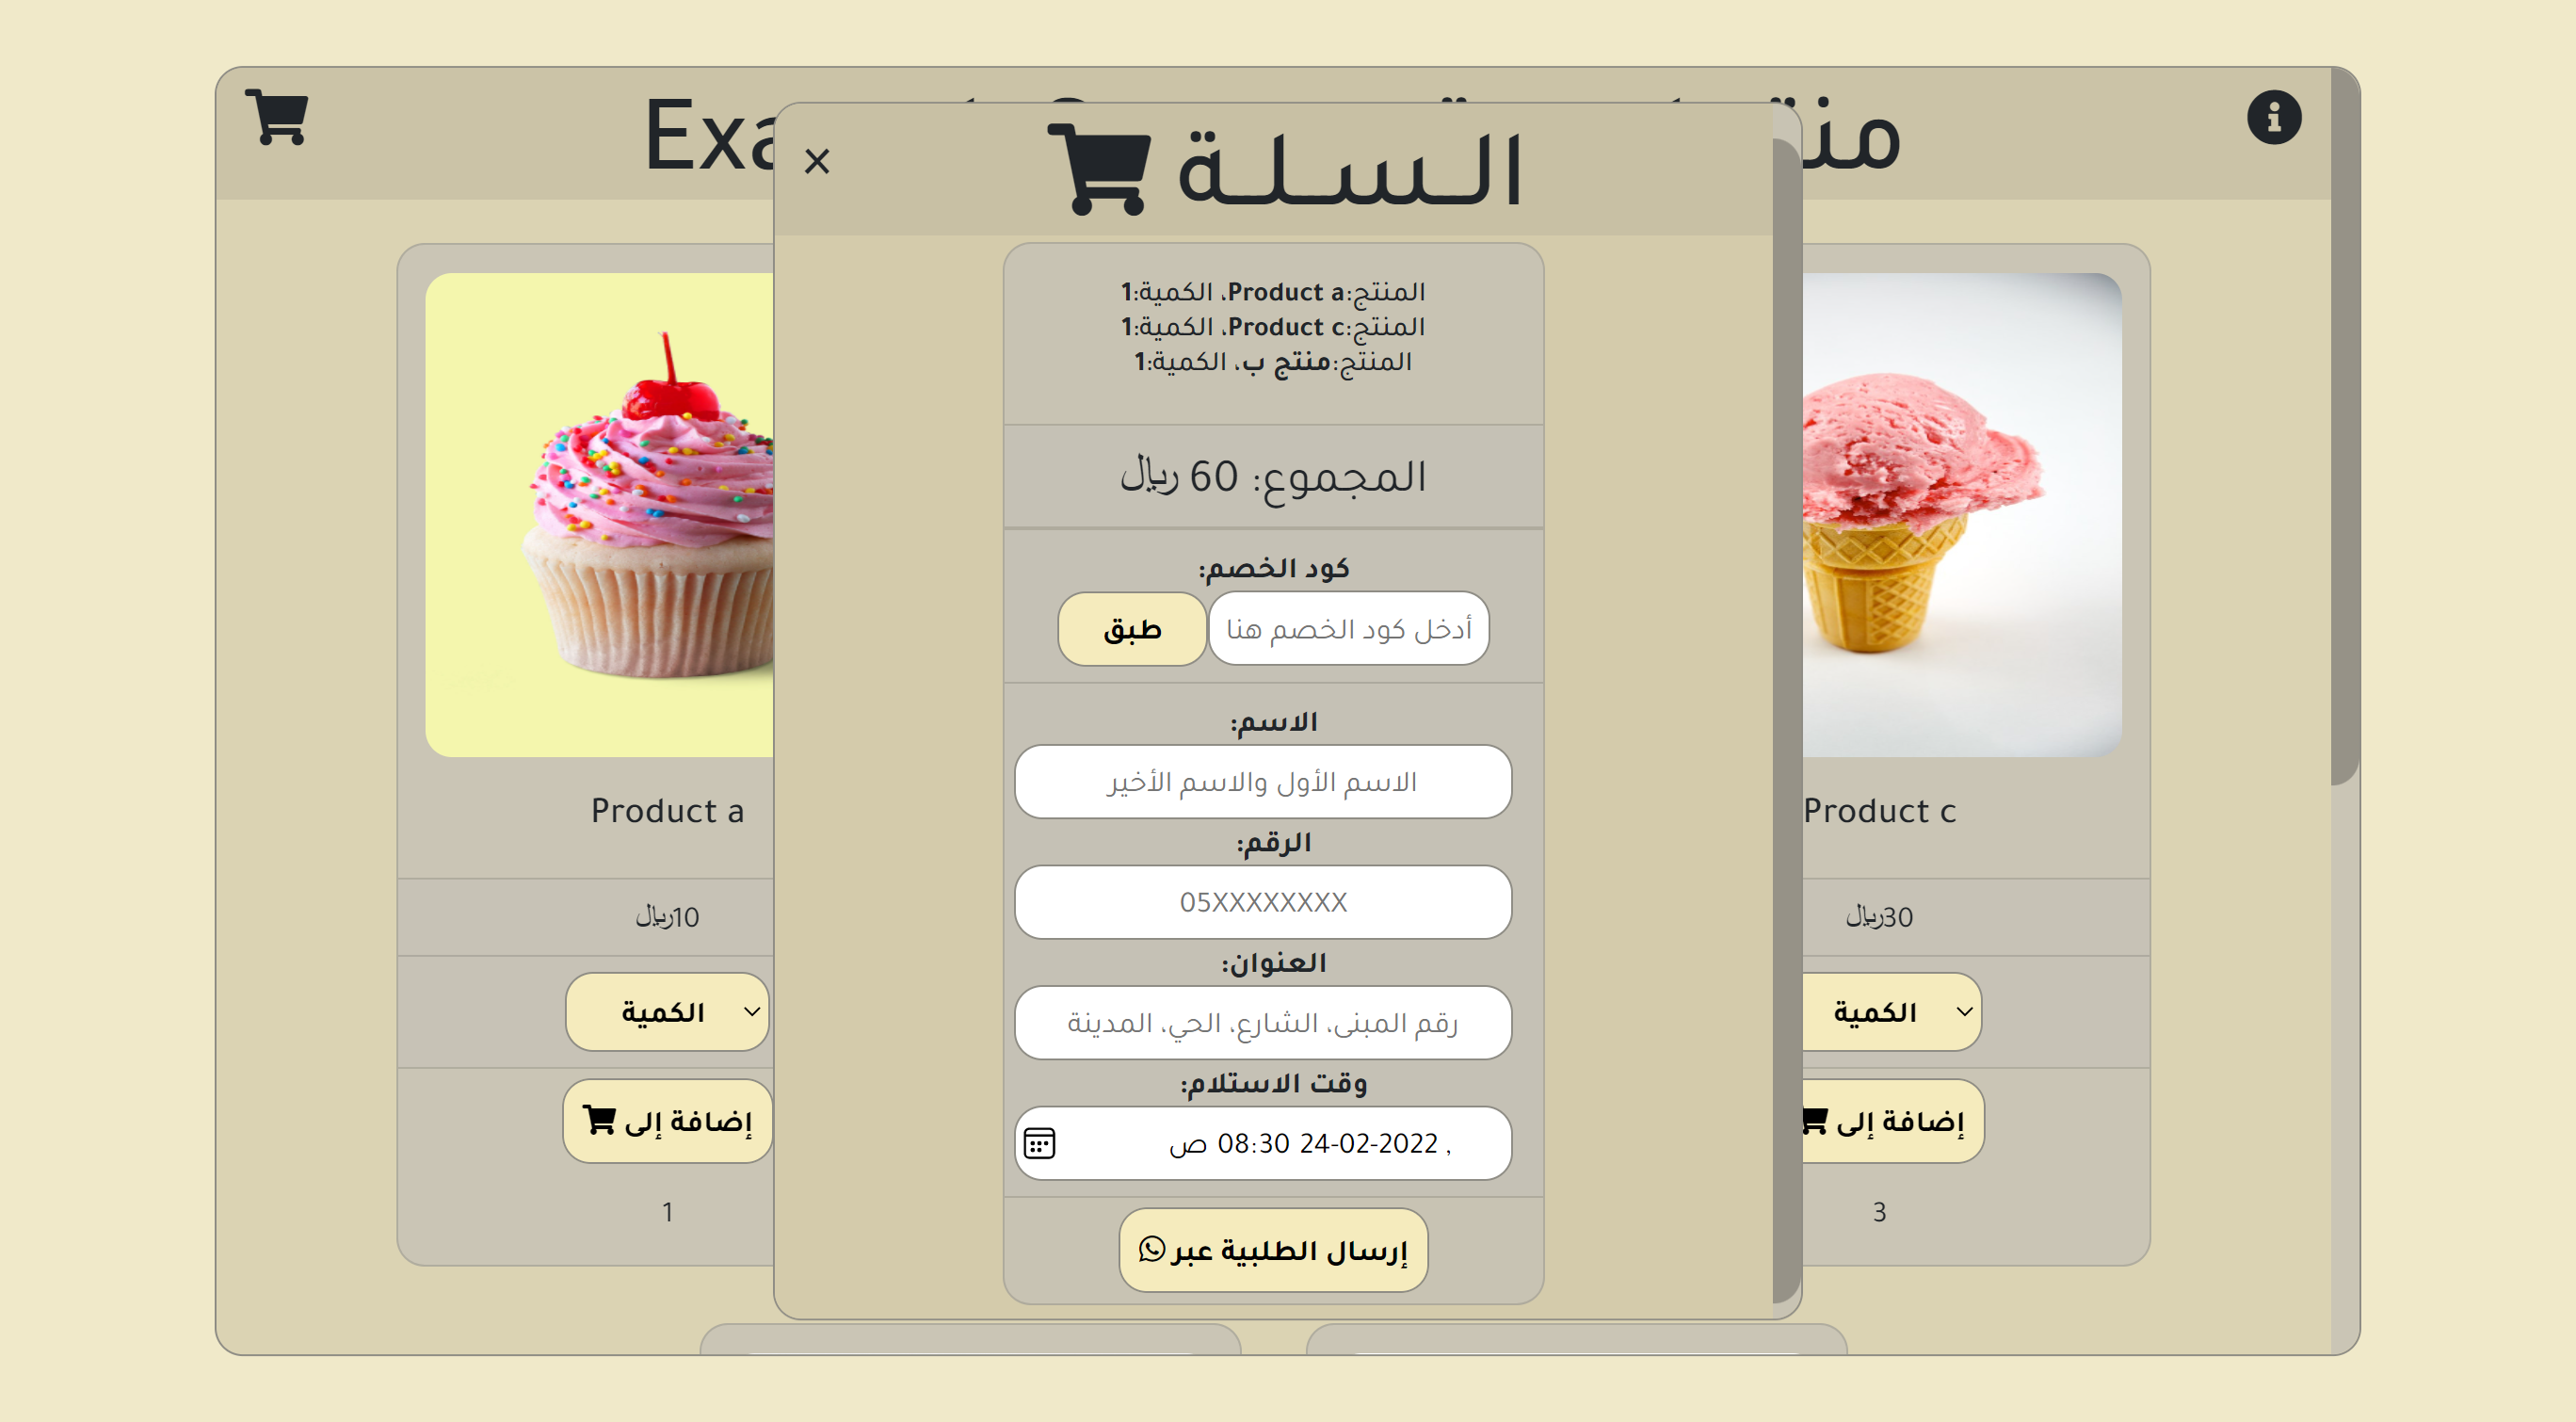 السلة
المنتج:Product a، الكمية:1
المنتج:Product c، الكمية:1
المنتج:منتج ب، الكمية:1
المجموع: 60 ريال
كود الخصم:
أدخل كود الخصم هنا
طبق
الاسم:
الاسم الأول والاسم الأخير
الرقم:
05XXXXXXXX
العنوان:
رقم المبنى، الشارع، الحي، المدينة
وقت الاستلام:
24-02-2022 , 08:30 ص
إرسال الطلبية عبر
Product c
30ريال
الكمية
إضافة إلى
3
Product a
10ريال
الكمية
إضافة إلى
1